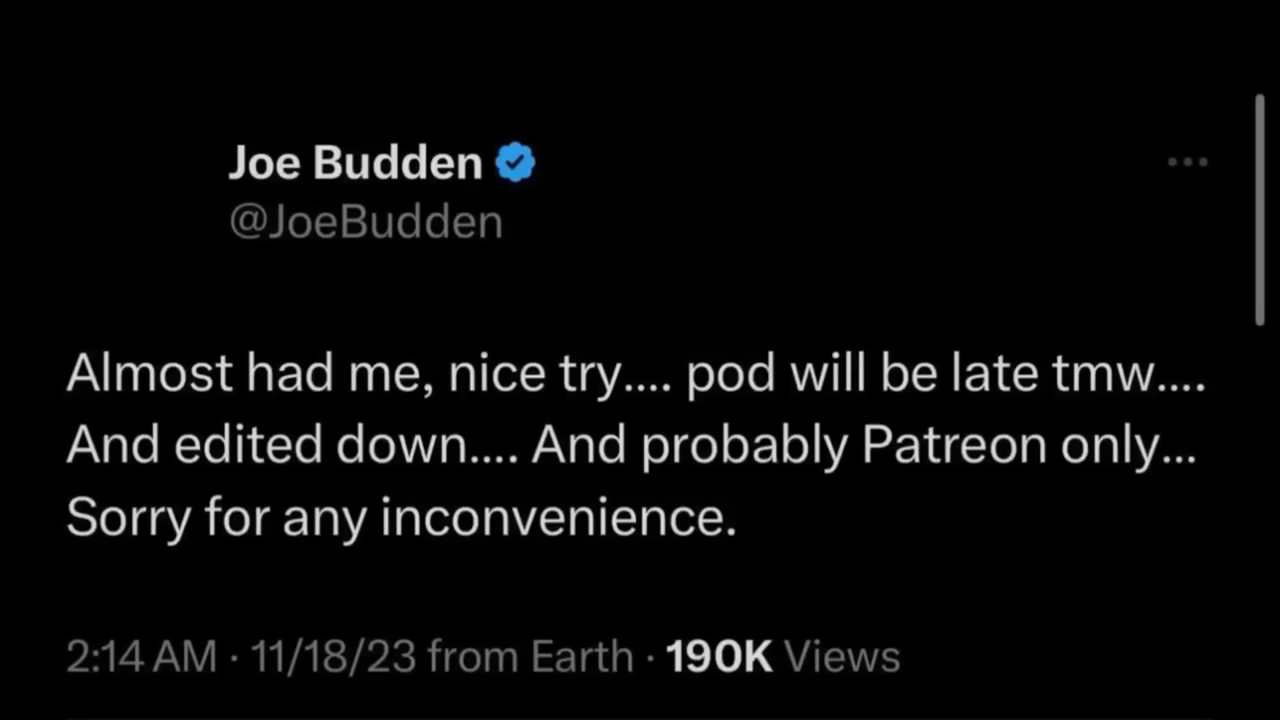 Joe Budden
@JoeBudden
Almost had me, nice try.... pod will be late tmw....
And edited down.... And probably Patreon only...
Sorry for any inconvenience.
2:14 AM · 11/18/23 from Earth · 190K Views